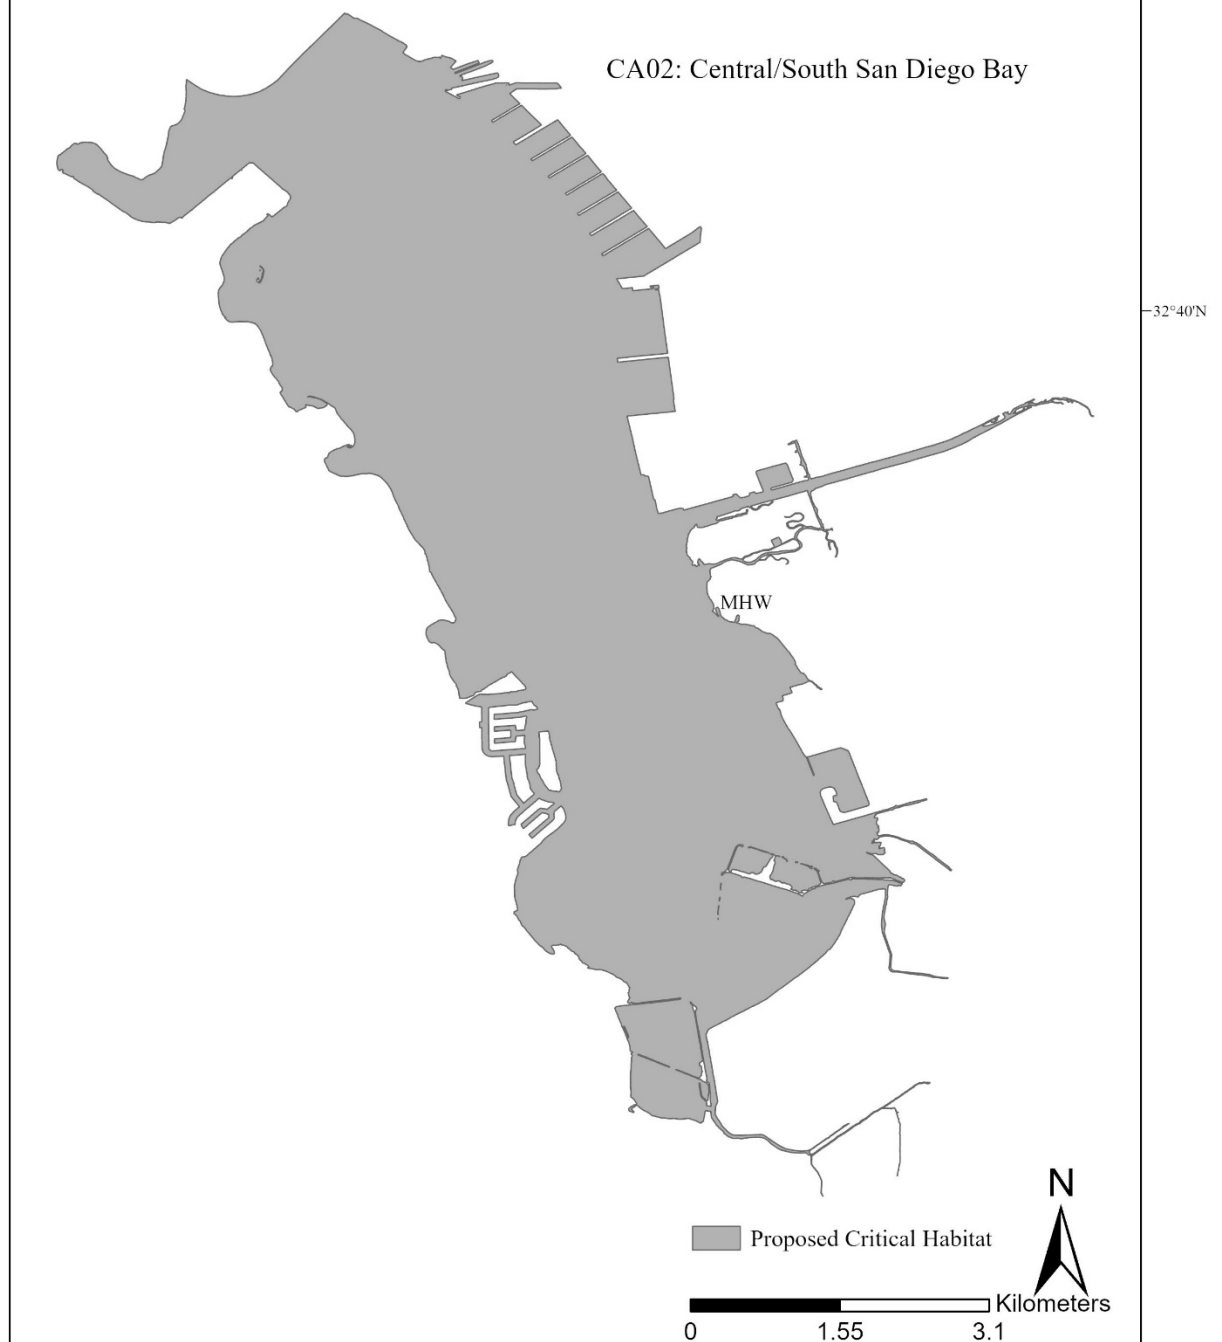 CA02: Central/South San Diego Bay
32°40'N
MHW
N
Proposed Critical Habitat
Kilometers
0 1.55 3.1